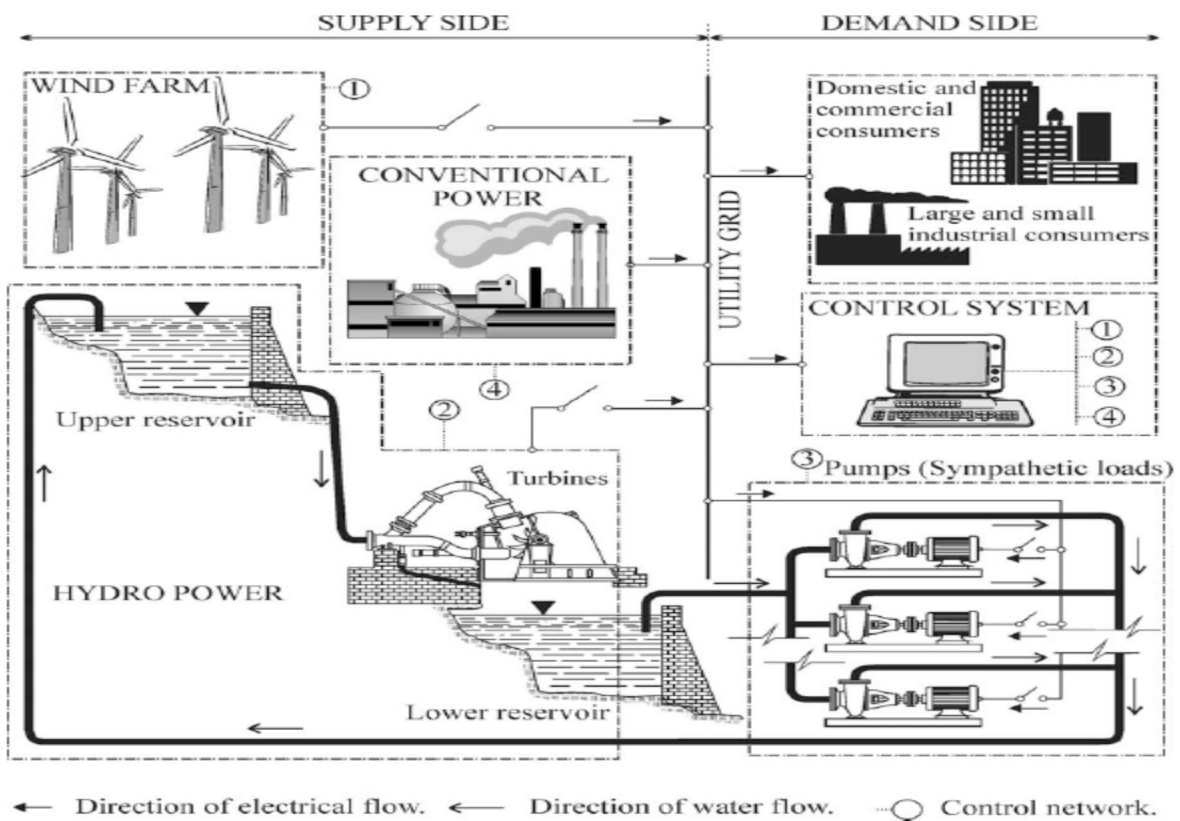 SUPPLY SIDE
DEMAND SIDE
WIND FARM
1
Domestic and
commercial
consumers
CONVENTIONAL
POWER
Large and small
industrial consumers
UTILITY GRID
CONTROL SYSTEM
1
2
3
4
4
2
Upper reservoir
3 Pumps (Sympathetic loads)
Turbines
HYDRO POWER
Lower reservoir
Direction of electrical flow.
Direction of water flow.
Control network.